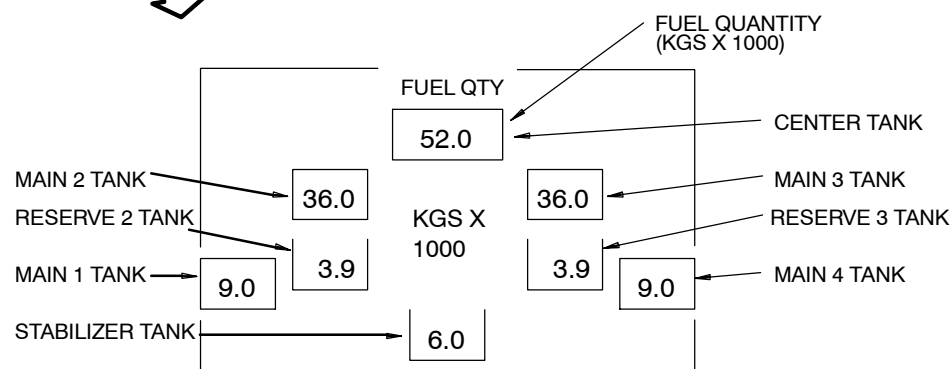 FUEL QUANTITY
(KGS X 1000)
FUEL QTY
52.0
CENTER TANK
MAIN 2 TANK
36.0
36.0
MAIN 3 TANK
RESERVE 2 TANK
KGS X
1000
RESERVE 3 TANK
3.9
3.9
MAIN 1 TANK
9.0
9.0
MAIN 4 TANK
STABILIZER TANK
6.0